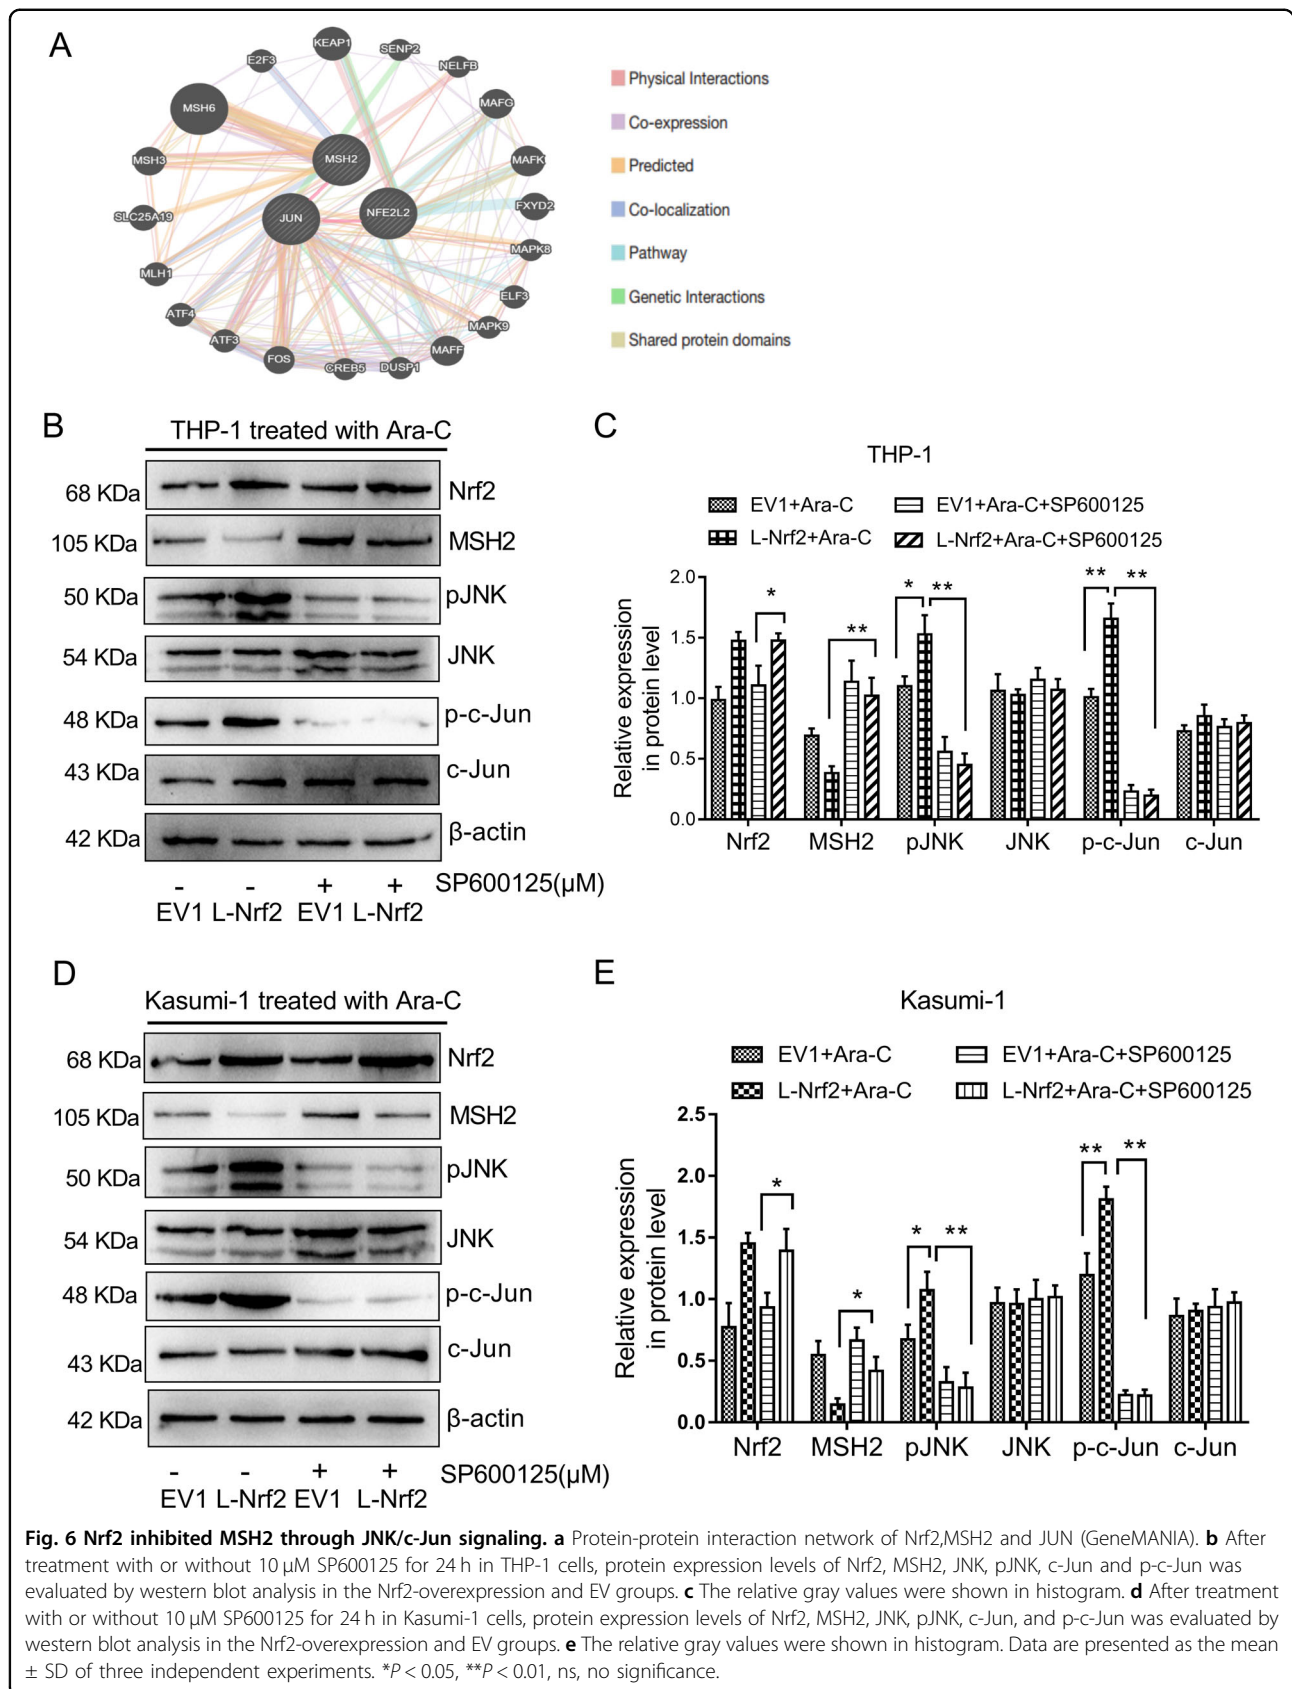 A
KEAP1
SENP2
E2F3
NELFB
MSH6
MAFG
MSH2
MSH3
MAFK
SLC25A19
JUN
NFE2L2
FXYD2
MLH1
MAPK8
ATF4
ELF3
ATF3
MAPK9
FOS
CREB5
DUSP1
MAFF
Physical Interactions
Co-expression
Predicted
Co-localization
Pathway
Genetic Interactions
Shared protein domains
B
THP-1 treated with Ara-C
68 KDa Nrf2
105 KDa MSH2
50 KDa pJNK
54 KDa JNK
48 KDa p-c-Jun
43 KDa c-Jun
42 KDa β-actin
- - + + SP600125(μM)
EV1 L-Nrf2 EV1 L-Nrf2
C
THP-1
EV1+Ara-C EV1+Ara-C+SP600125
L-Nrf2+Ara-C L-Nrf2+Ara-C+SP600125
Relative expression
in protein level
2.0
1.5
1.0
0.5
0.0
* ** * ** ** **
Nrf2 MSH2 pJNK JNK p-c-Jun c-Jun
D
Kasumi-1 treated with Ara-C
68 KDa Nrf2
105 KDa MSH2
50 KDa pJNK
54 KDa JNK
48 KDa p-c-Jun
43 KDa c-Jun
42 KDa β-actin
- - + + SP600125(μM)
EV1 L-Nrf2 EV1 L-Nrf2
E
Kasumi-1
EV1+Ara-C EV1+Ara-C+SP600125
L-Nrf2+Ara-C L-Nrf2+Ara-C+SP600125
Relative expression
in protein level
2.5
2.0
1.5
1.0
0.5
0.0
* * * ** ** **
Nrf2 MSH2 pJNK JNK p-c-Jun c-Jun
Fig. 6 Nrf2 inhibited MSH2 through JNK/c-Jun signaling. a Protein-protein interaction network of Nrf2,MSH2 and JUN (GeneMANIA). b After
treatment with or without 10 μM SP600125 for 24 h in THP-1 cells, protein expression levels of Nrf2, MSH2, JNK, pJNK, c-Jun and p-c-Jun was
evaluated by western blot analysis in the Nrf2-overexpression and EV groups. c The relative gray values were shown in histogram. d After treatment
with or without 10 μM SP600125 for 24 h in Kasumi-1 cells, protein expression levels of Nrf2, MSH2, JNK, pJNK, c-Jun, and p-c-Jun was evaluated by
western blot analysis in the Nrf2-overexpression and EV groups. e The relative gray values were shown in histogram. Data are presented as the mean
± SD of three independent experiments. *P < 0.05, **P < 0.01, ns, no significance.